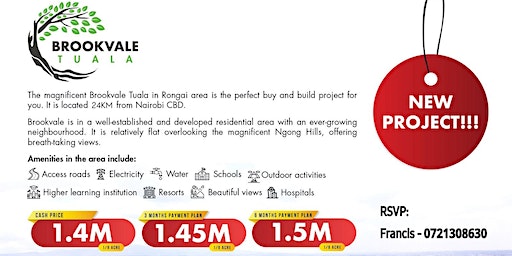 BROOKVALE
TUALA
The magnificent Brookvale Tuala in Rongai area is the perfect buy and build project for
you. It is located 24KM from Nairobi CBD.
Brookvale is in a well-established and developed residential area with an ever-growing
neighbourhood. It is relatively flat overlooking the magnificent Ngong Hills, offering
breath-taking views.
Amenities in the area include:
Access roads Electricity Water Schools Outdoor activities
Higher learning institution Resorts Beautiful views Hospitals
CASH PRICE
1.4M
1/8 ACRE
3 MONTHS PAYMENT PLAN
1.45M
1/8 ACRE
6 MONTHS PAYMENT PLAN
1.5M
1/8 ACRE
NEW
PROJECT!!!
RSVP:
Francis - 0721308630